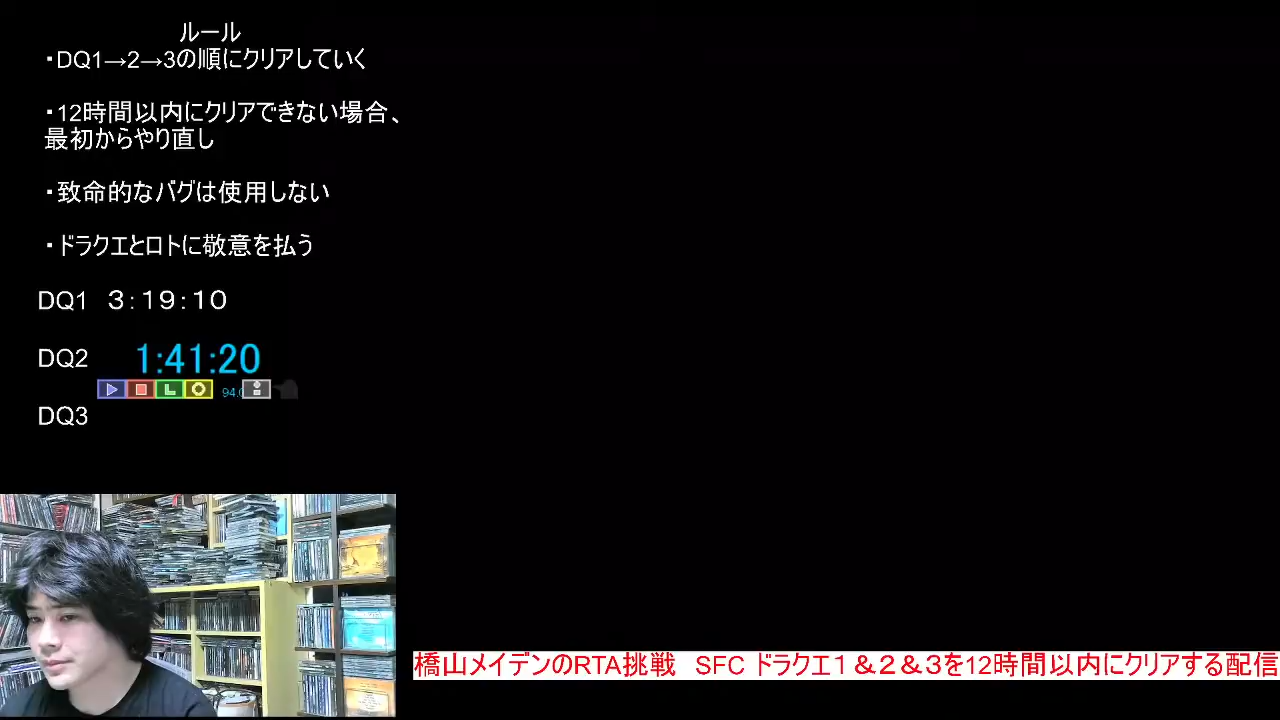 ルール
・DQ1→2→3の順にクリアしていく
・12時間以内にクリアできない場合、
最初からやり直し
・致命的なバグは使用しない
・ドラクエとロトに敬意を払う
DQ1 3:19:10
DQ2 1:41:20
94.0
DQ3
橋山メイデンのRTA挑戦 SFC ドラクエ1&2&3を12時間以内にクリアする配信